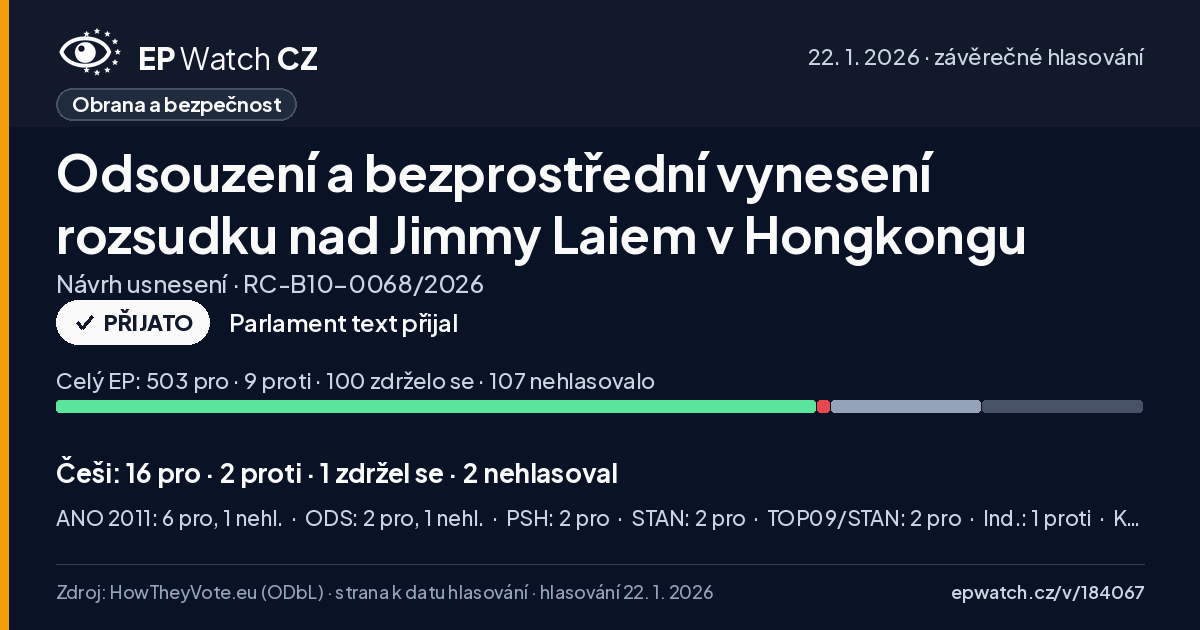 EP Watch CZ
22. 1. 2026 · závěrečné hlasování
Obrana a bezpečnost
Odsouzení a bezprostřední vynesení
rozsudku nad Jimmy Laiem v Hongkongu
Návrh usnesení · RC-B10-0068/2026
✓ PŘIJATO Parlament text přijal
Celý EP: 503 pro · 9 proti · 100 zdrželo se · 107 nehlasovalo
Češi: 16 pro · 2 proti · 1 zdržel se · 2 nehlasoval
ANO 2011: 6 pro, 1 nehl. · ODS: 2 pro, 1 nehl. · PSH: 2 pro · STAN: 2 pro · TOP09/STAN: 2 pro · Ind.: 1 proti · K…
Zdroj: HowTheyVote.eu (ODbL) · strana k datu hlasování · hlasování 22. 1. 2026
epwatch.cz/v/184067